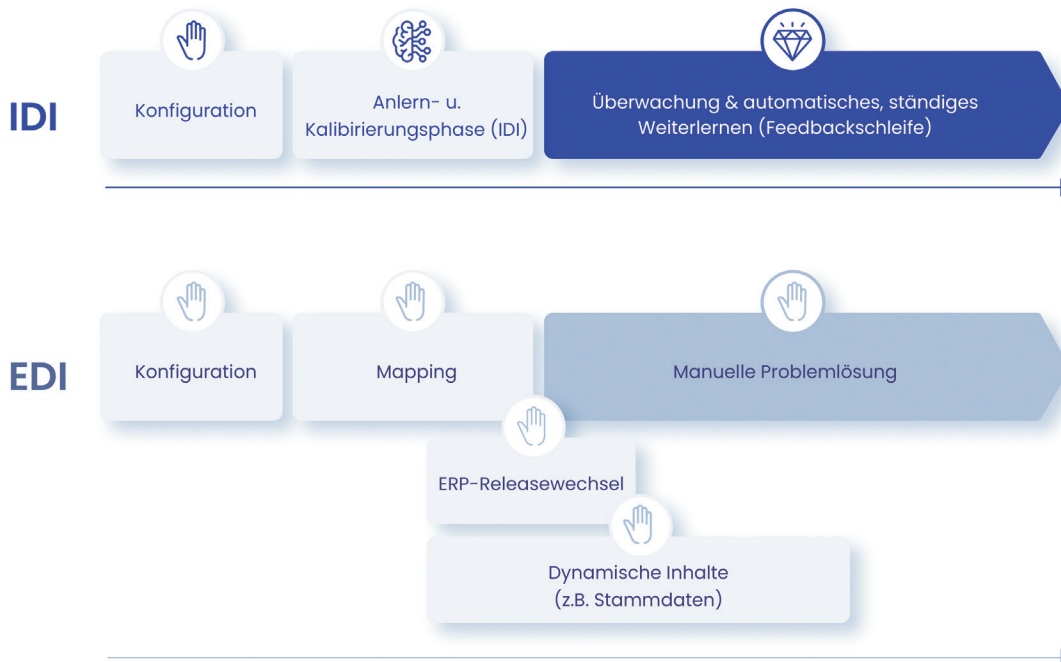 IDI
Konfiguration
Anlern- u.
Kalibirierungsphase (IDI)
Überwachung & automatisches, ständiges
Weiterlernen (Feedbackschleife)
EDI
Konfiguration
Mapping
Manuelle Problemlösung
ERP-Releasewechsel
Dynamische Inhalte
(z.B. Stammdaten)